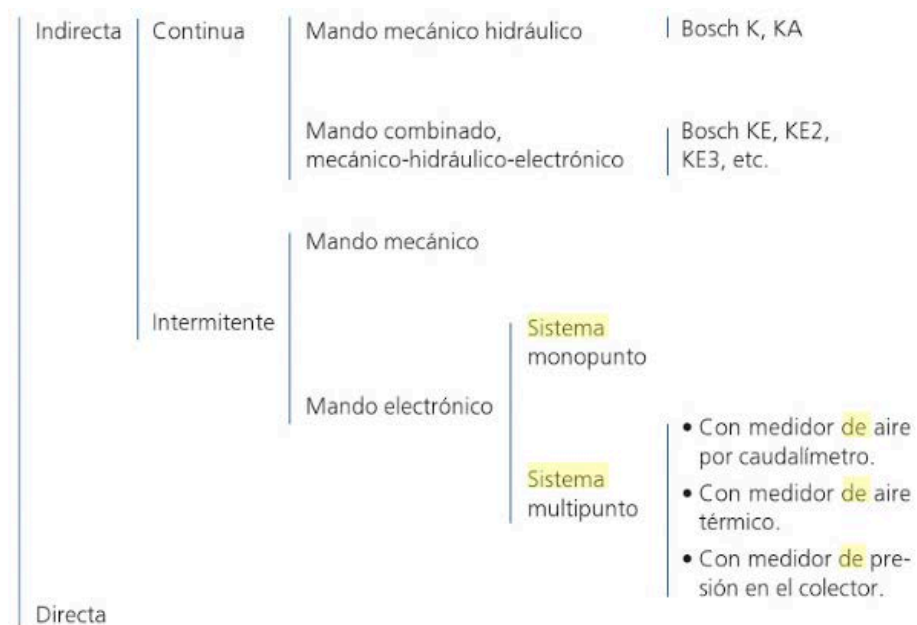 Indirecta
Continua
Mando mecánico hidráulico
Bosch K, KA
Mando combinado,
mecánico-hidráulico-electrónico
Bosch KE, KE2,
KE3, etc.
Intermitente
Mando mecánico
Mando electrónico
Sistema
monopunto
Sistema
multipunto
• Con medidor de aire
por caudalímetro.
• Con medidor de aire
térmico.
• Con medidor de pre-
sión en el colector.
Directa